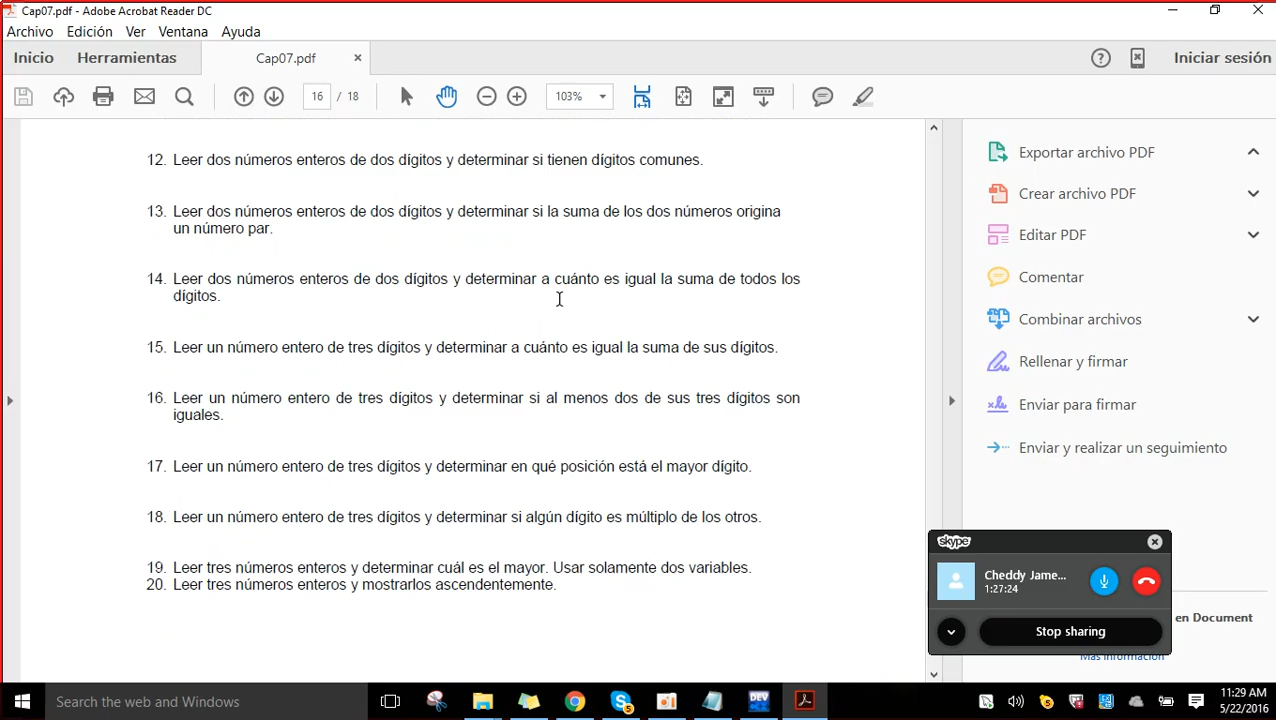 Cap07.pdf - Adobe Acrobat Reader DC
Archivo Edición Ver Ventana Ayuda
Inicio Herramientas Cap07.pdf Iniciar sesión
16 / 18 103%
12. Leer dos números enteros de dos dígitos y determinar si tienen dígitos comunes.
13. Leer dos números enteros de dos dígitos y determinar si la suma de los dos números origina
un número par.
14. Leer dos números enteros de dos dígitos y determinar a cuánto es igual la suma de todos los
dígitos.
15. Leer un número entero de tres dígitos y determinar a cuánto es igual la suma de sus dígitos.
16. Leer un número entero de tres dígitos y determinar si al menos dos de sus tres dígitos son
iguales.
17. Leer un número entero de tres dígitos y determinar en qué posición está el mayor dígito.
18. Leer un número entero de tres dígitos y determinar si algún dígito es múltiplo de los otros.
19. Leer tres números enteros y determinar cuál es el mayor. Usar solamente dos variables.
20. Leer tres números enteros y mostrarlos ascendentemente.
Exportar archivo PDF
Crear archivo PDF
Editar PDF
Comentar
Combinar archivos
Rellenar y firmar
Enviar para firmar
Enviar y realizar un seguimiento
skype
Cheddy Jame...
1:27:24
Stop sharing
en Document
Más información
Search the web and Windows
DEV
11:29 AM
5/22/2016